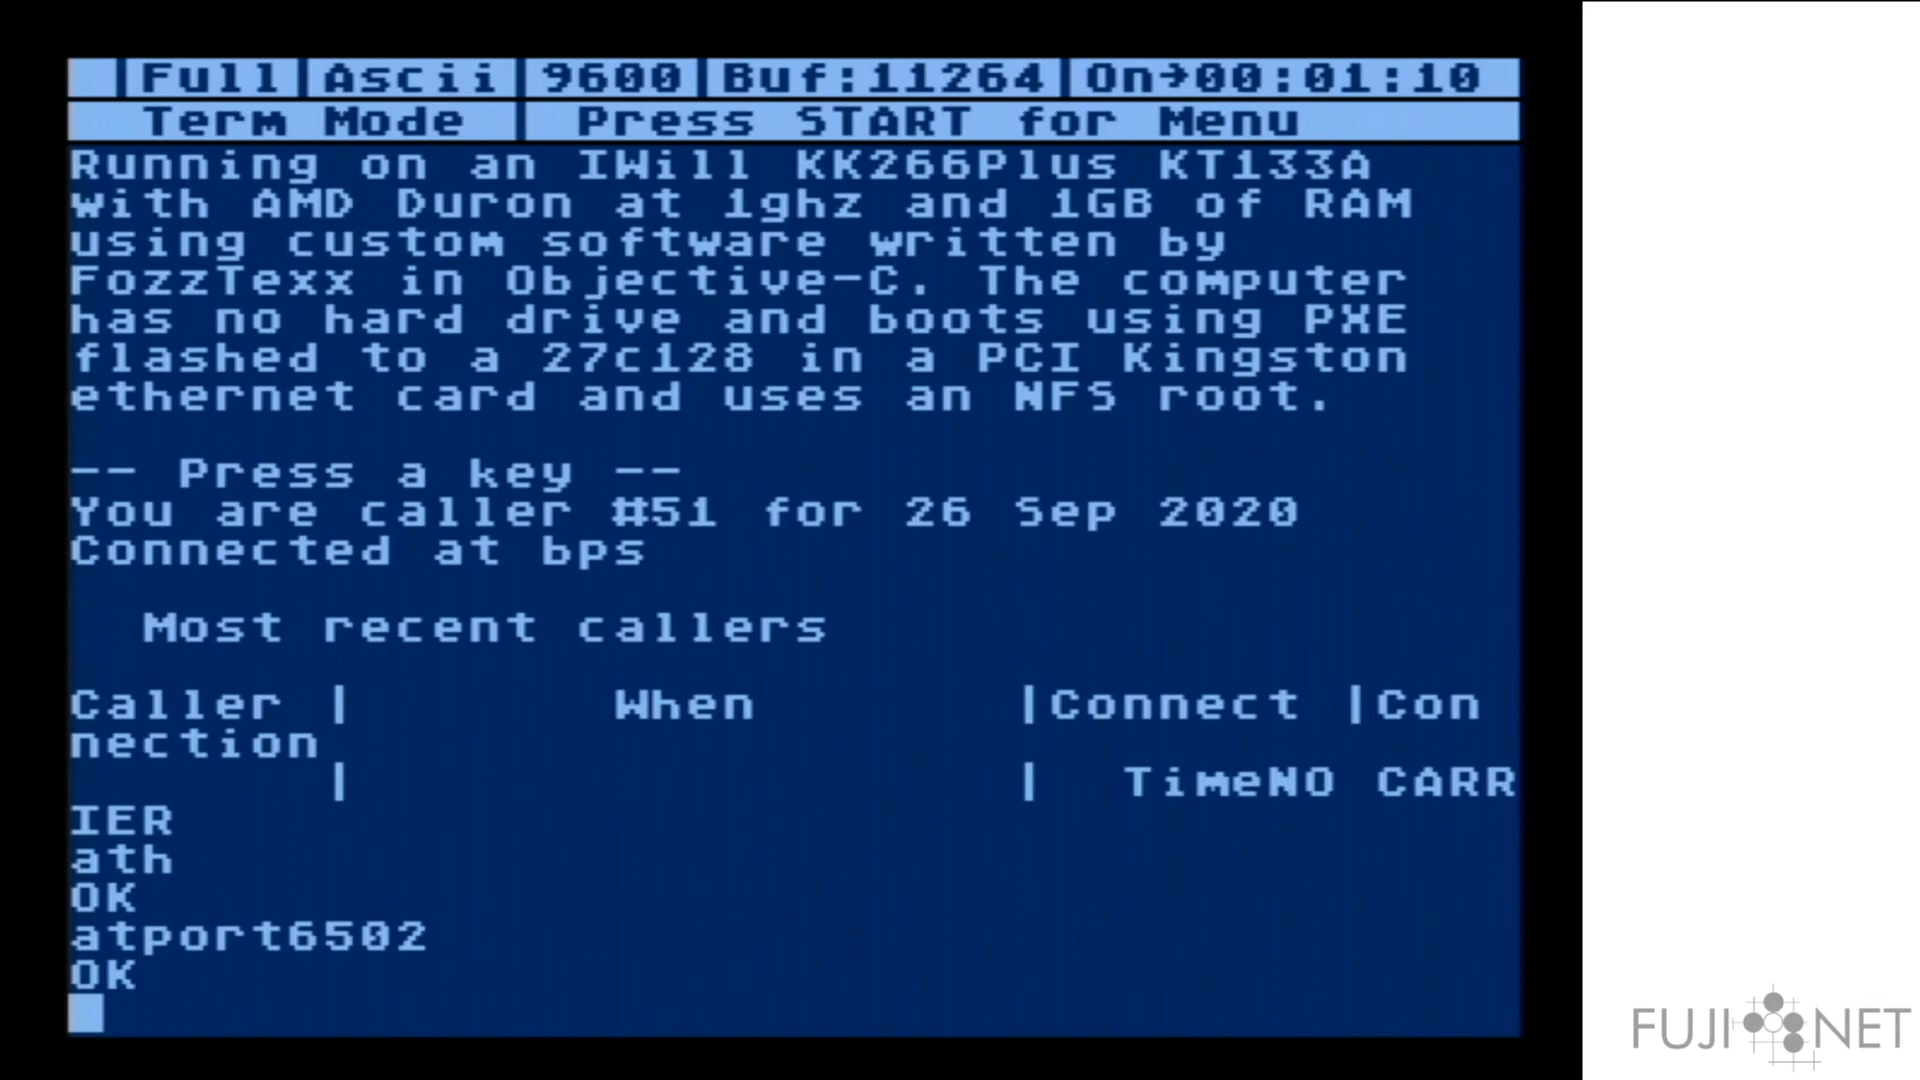 |Full|Ascii|9600|Buf:11264|On→00:01:10
Term Mode | Press START for Menu
Running on an IWill KK266Plus KT133A
with AMD Duron at 1ghz and 1GB of RAM
using custom software written by
FozzTexx in Objective-C. The computer
has no hard drive and boots using PXE
flashed to a 27c128 in a PCI Kingston
ethernet card and uses an NFS root.
-- Press a key --
You are caller #51 for 26 Sep 2020
Connected at bps
Most recent callers
Caller | When |Connect |Con
nection
| | TimeNO CARR
IER
ath
OK
atport6502
OK
FUJINET